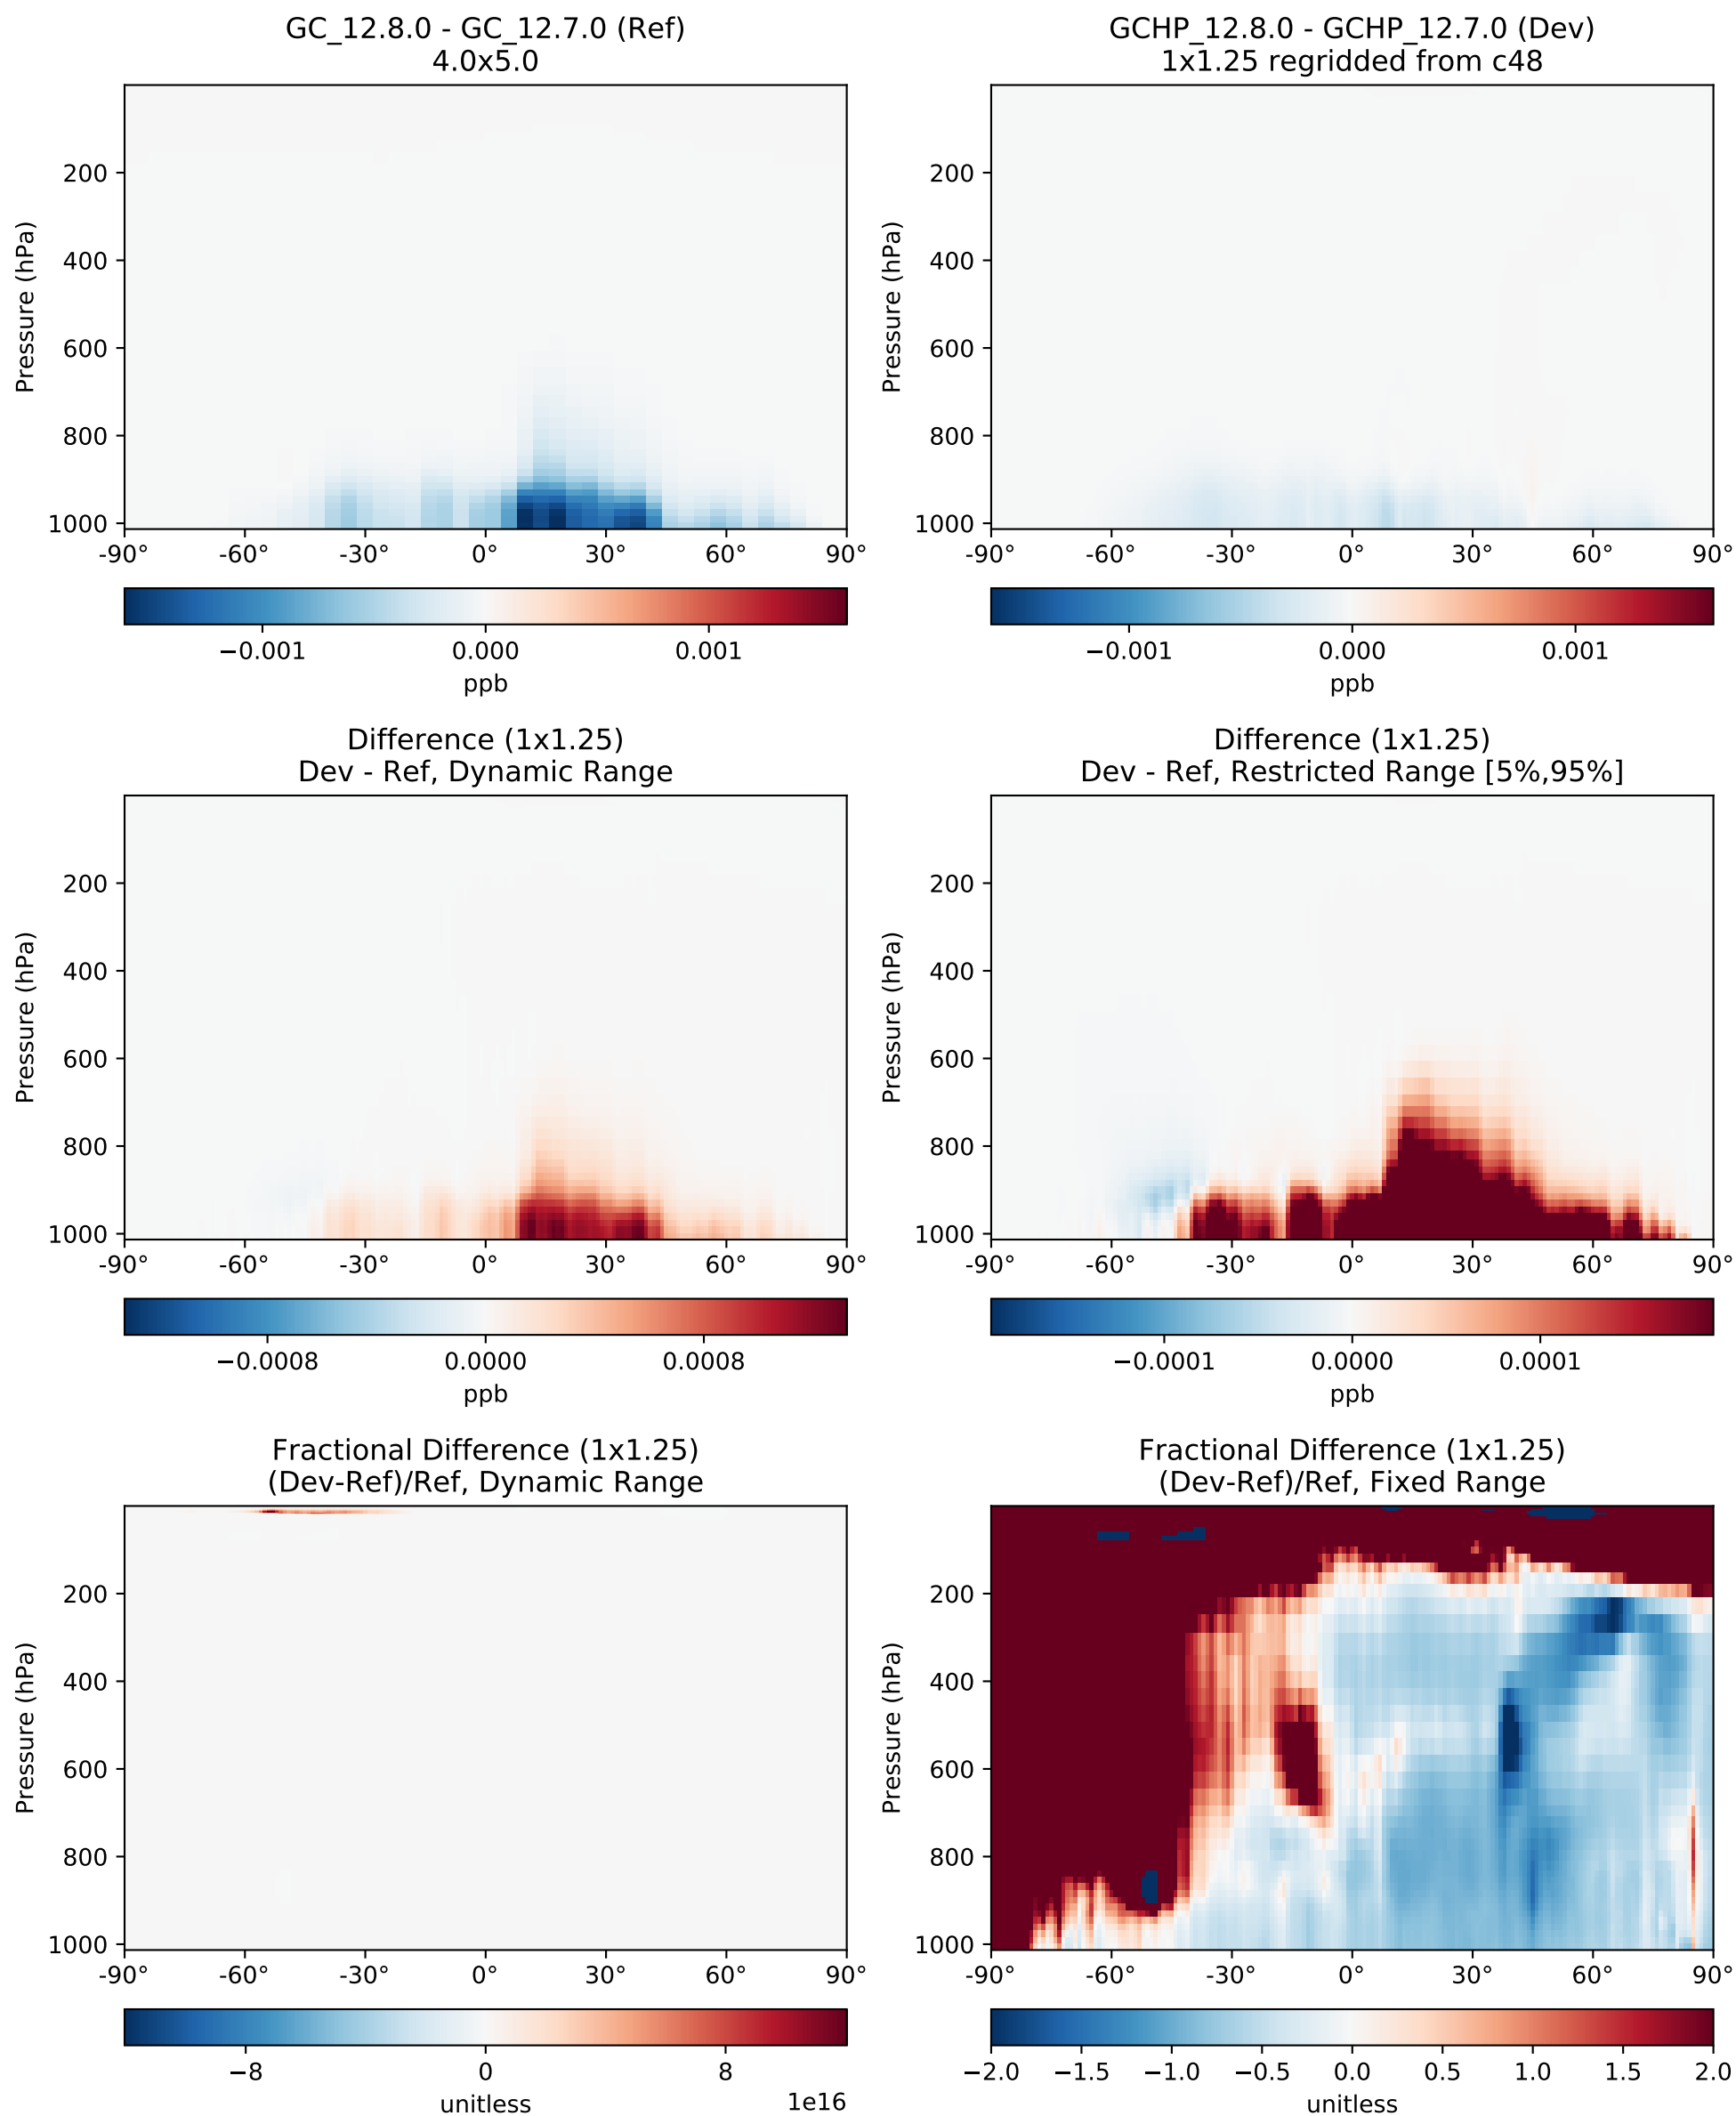 GC_12.8.0 - GC_12.7.0 (Ref)
4.0x5.0
Pressure (hPa)
200
400
600
800
1000
-90° -60° -30° 0° 30° 60° 90°
−0.001 0.000 0.001
ppb
GCHP_12.8.0 - GCHP_12.7.0 (Dev)
1x1.25 regridded from c48
Pressure (hPa)
200
400
600
800
1000
-90° -60° -30° 0° 30° 60° 90°
−0.001 0.000 0.001
ppb
Difference (1x1.25)
Dev - Ref, Dynamic Range
Pressure (hPa)
200
400
600
800
1000
-90° -60° -30° 0° 30° 60° 90°
−0.0008 0.0000 0.0008
ppb
Difference (1x1.25)
Dev - Ref, Restricted Range [5%,95%]
Pressure (hPa)
200
400
600
800
1000
-90° -60° -30° 0° 30° 60° 90°
−0.0001 0.0000 0.0001
ppb
Fractional Difference (1x1.25)
(Dev-Ref)/Ref, Dynamic Range
Pressure (hPa)
200
400
600
800
1000
-90° -60° -30° 0° 30° 60° 90°
−8 0 8
unitless 1e16
Fractional Difference (1x1.25)
(Dev-Ref)/Ref, Fixed Range
Pressure (hPa)
200
400
600
800
1000
-90° -60° -30° 0° 30° 60° 90°
−2.0 −1.5 −1.0 −0.5 0.0 0.5 1.0 1.5 2.0
unitless